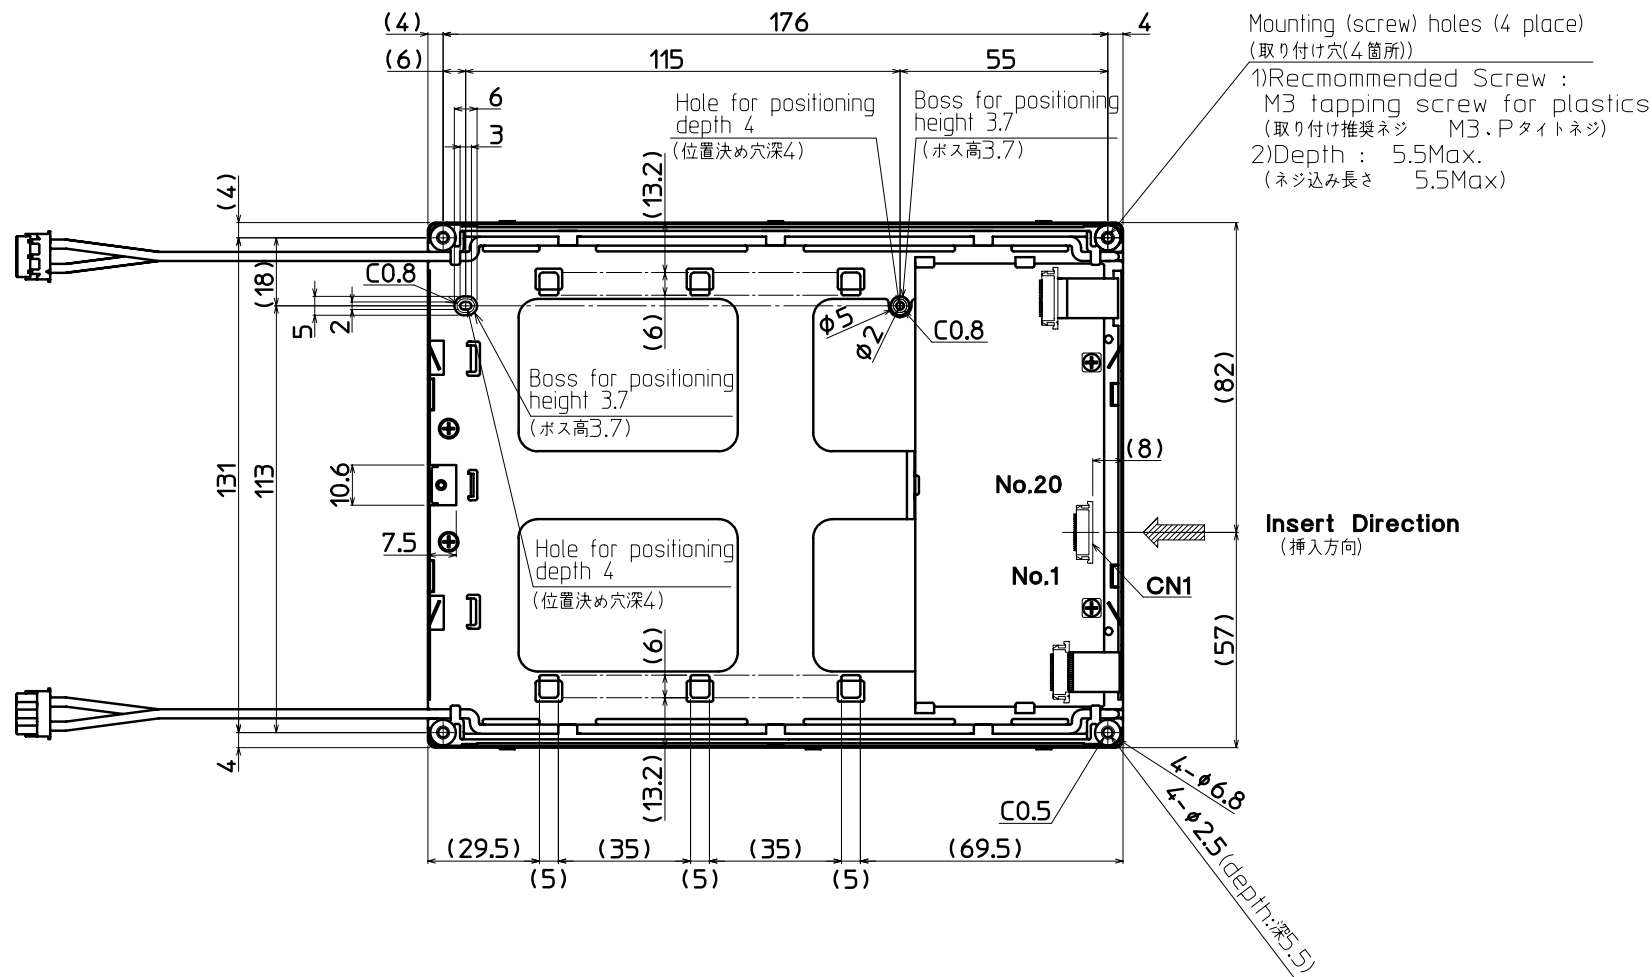 (4)
176
4
Mounting (screw) holes (4 place)
(取り付け穴(4箇所))
(6)
115
55
1)Recmommended Screw :
M3 tapping screw for plastics
(取り付け推奨ネジ M3、Pタイトネジ)
2)Depth : 5.5Max.
(ネジ込み長さ 5.5Max)
6
3
Hole for positioning
depth 4
(位置決め穴深4)
Boss for positioning
height 3.7
(ボス高3.7)
(4)
(13.2)
(18)
C0.8
5
2
(6)
φ5
φ2
C0.8
Boss for positioning
height 3.7
(ボス高3.7)
(82)
131
113
10.6
7.5
(8)
No.20
Insert Direction
(挿入方向)
Hole for positioning
depth 4
(位置決め穴深4)
No.1
CN1
(6)
(57)
4
(13.2)
4-φ6.8
4-φ2.5(depth:深5.5)
C0.5
(29.5)
(35)
(35)
(69.5)
(5)
(5)
(5)